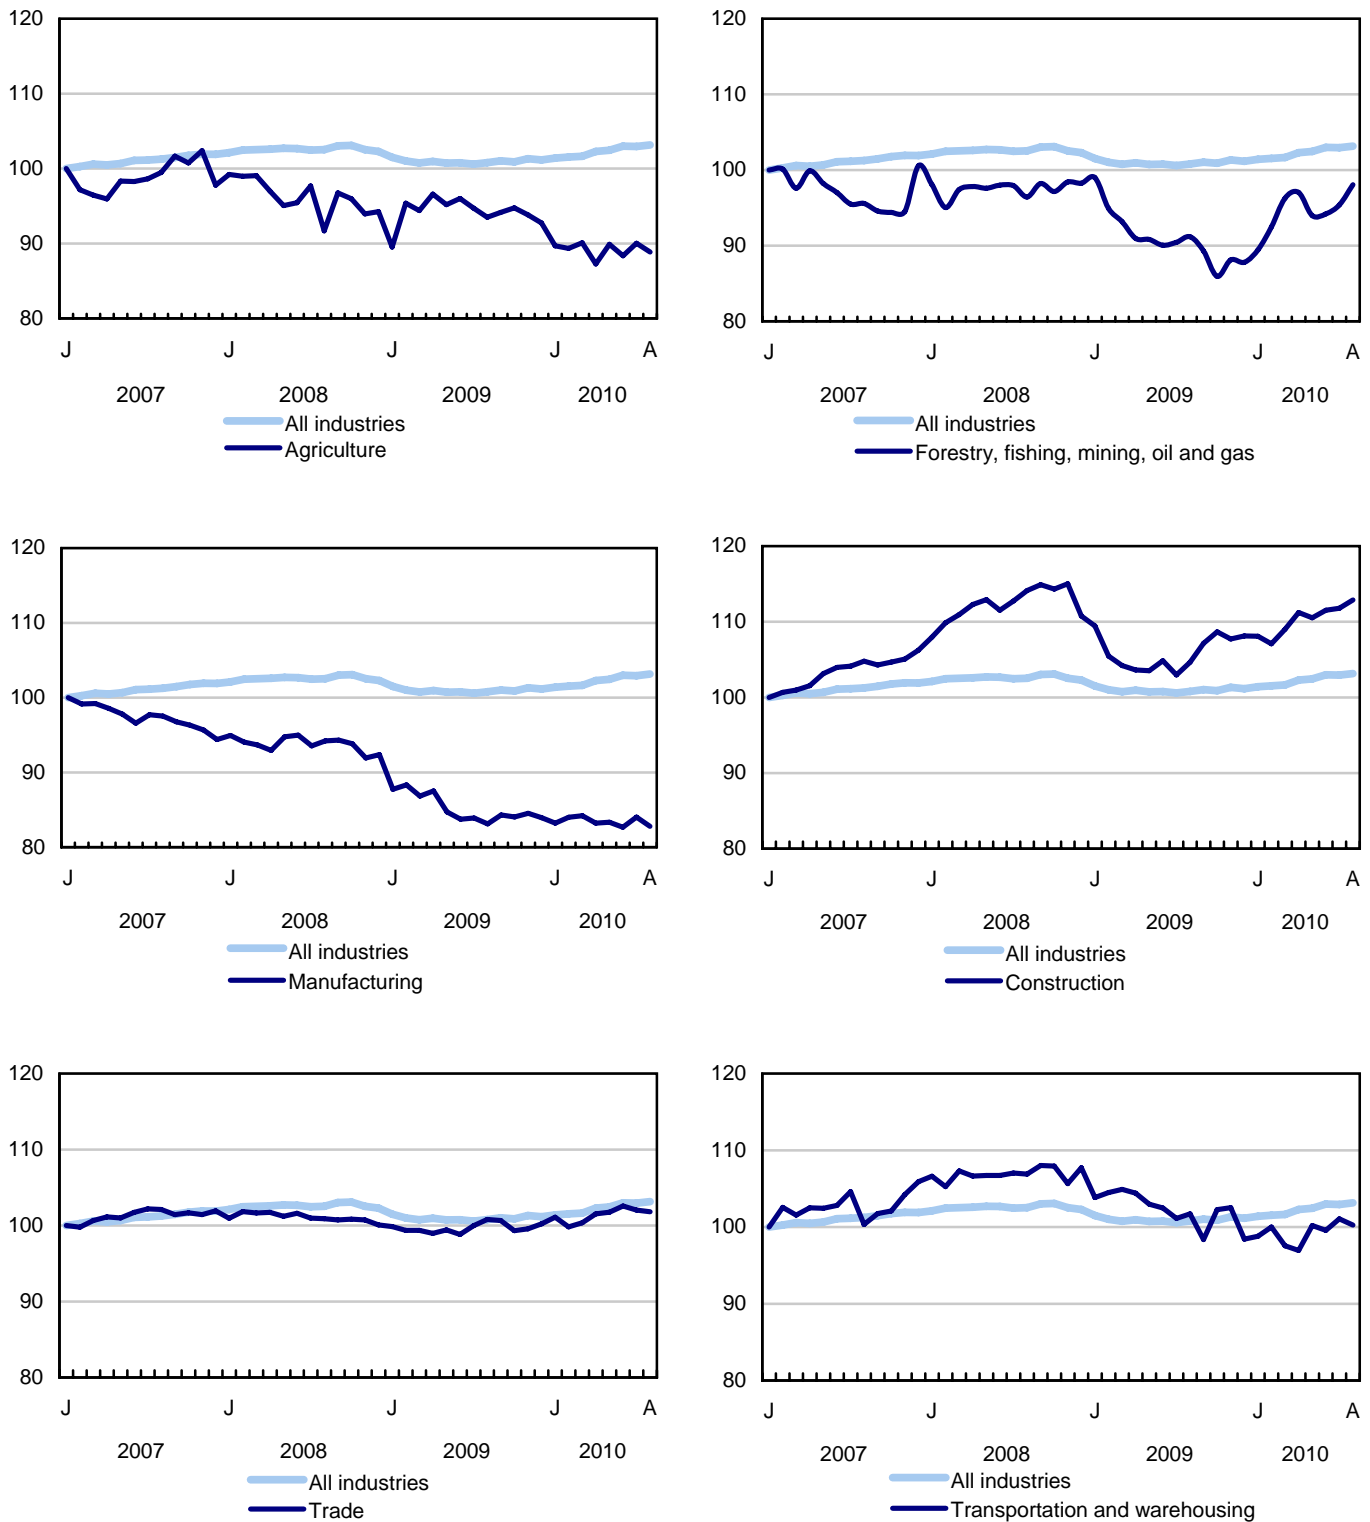 120
110
100
90
80
J J J A
2007 2008 2009 2010
All industries
Agriculture
120
110
100
90
80
J J J J A
2007 2008 2009 2010
All industries
Forestry, fishing, mining, oil and gas
120
110
100
90
80
J J J J A
2007 2008 2009 2010
All industries
Manufacturing
120
110
100
90
80
J J J J A
2007 2008 2009 2010
All industries
Construction
120
110
100
90
80
J J J J A
2007 2008 2009 2010
All industries
Trade
120
110
100
90
80
J J J J A
2007 2008 2009 2010
All industries
Transportation and warehousing